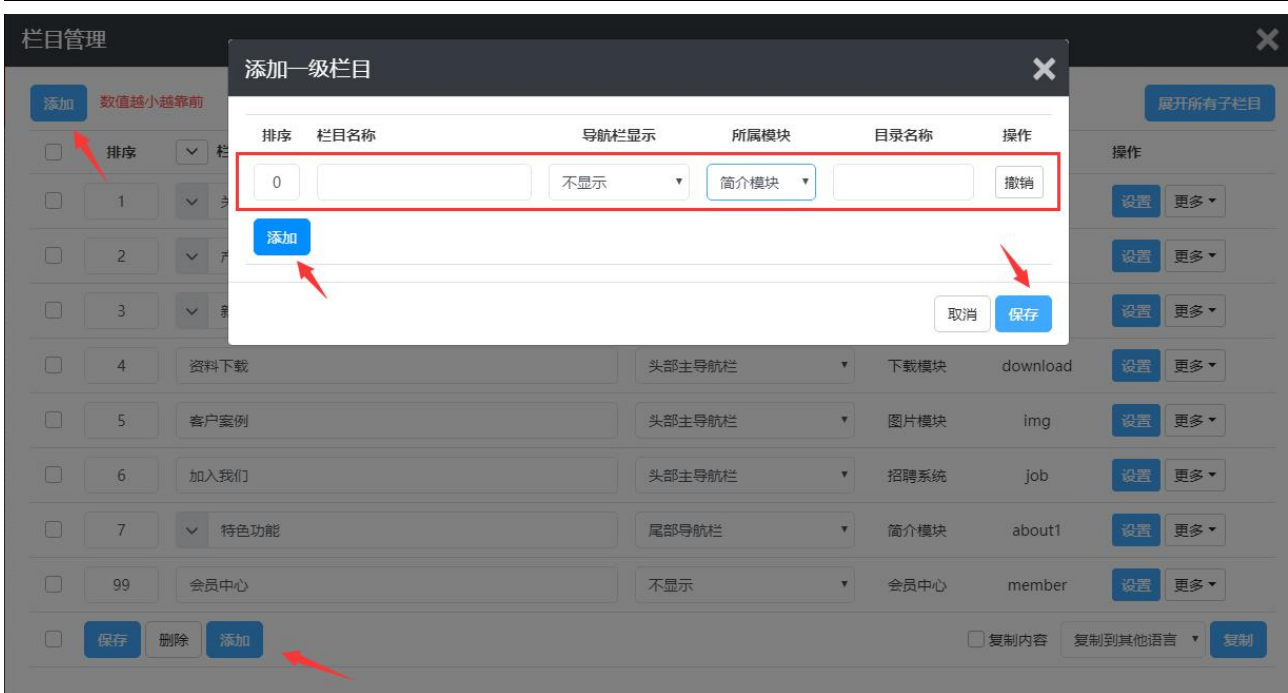 栏目管理
添加一级栏目
添加 数值越小越靠前 展开所有子栏目
排序 栏目名称 导航栏显示 所属模块 目录名称 操作
排序 操作
0 不显示 简介模块 撤销
1 设置 更多
添加
2 设置 更多
3 设置 更多
取消 保存
4 资料下载 头部主导航栏 下载模块 download 设置 更多
5 客户案例 头部主导航栏 图片模块 img 设置 更多
6 加入我们 头部主导航栏 招聘系统 job 设置 更多
7 特色功能 尾部导航栏 简介模块 about1 设置 更多
99 会员中心 不显示 会员中心 member 设置 更多
保存 删除 添加 复制内容 复制到其他语言 复制